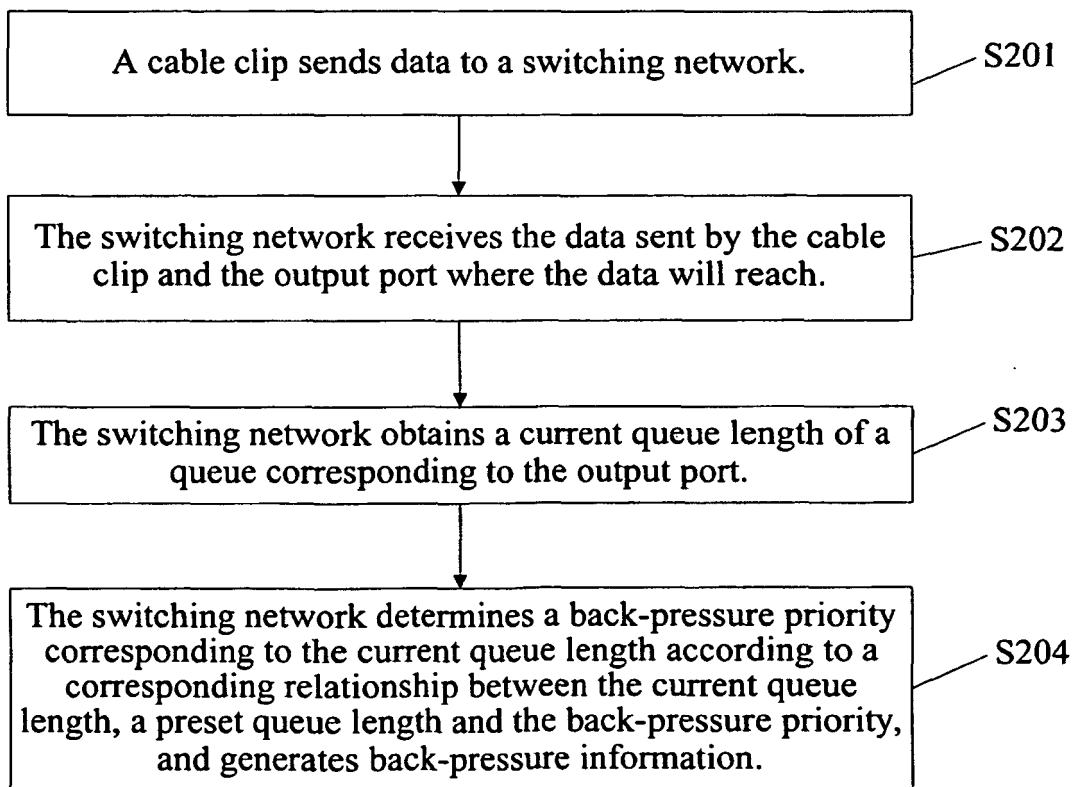 A cable clip sends data to a switching network.
S201
The switching network receives the data sent by the cable
clip and the output port where the data will reach.
S202
The switching network obtains a current queue length of a
queue corresponding to the output port.
S203
The switching network determines a back-pressure priority
corresponding to the current queue length according to a
corresponding relationship between the current queue
length, a preset queue length and the back-pressure priority,
and generates back-pressure information.
S204